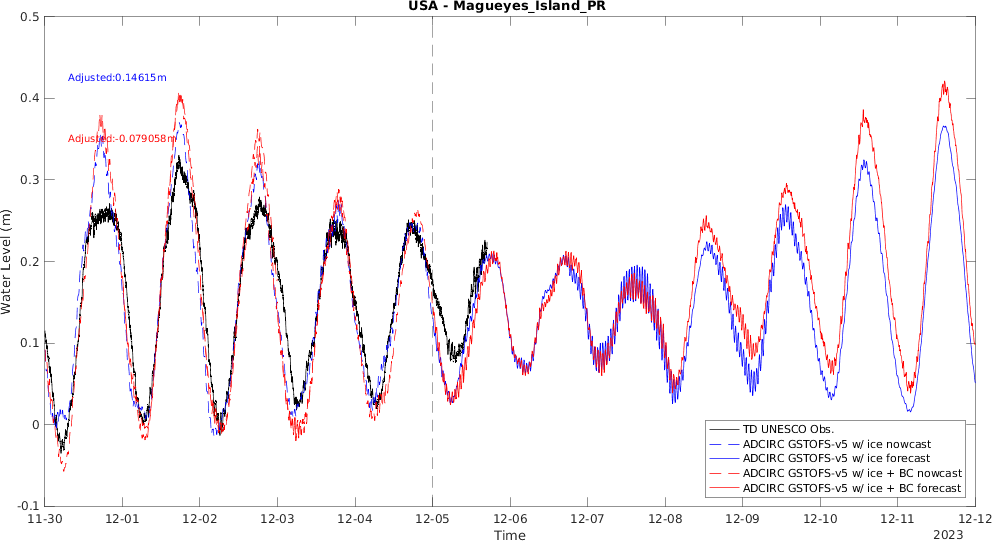 USA - Magueyes_Island_PR
0.5
Adjusted:0.14615m
0.4
Adjusted:-0.079058m
0.3
Water Level (m)
0.2
0.1
0
TD UNESCO Obs.
ADCIRC GSTOFS-v5 w/ ice nowcast
ADCIRC GSTOFS-v5 w/ ice forecast
ADCIRC GSTOFS-v5 w/ ice + BC nowcast
ADCIRC GSTOFS-v5 w/ ice + BC forecast
-0.1
11-30 12-01 12-02 12-03 12-04 12-05 12-06 12-07 12-08 12-09 12-10 12-11 12-12
Time
2023